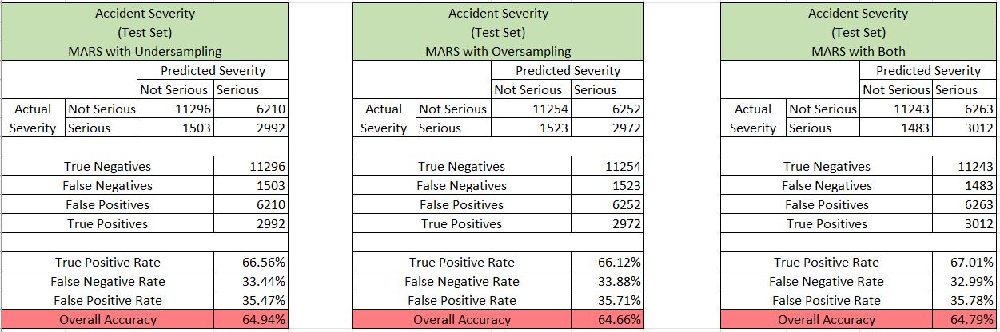 Accident Severity
(Test Set)
MARS with Undersampling
Predicted Severity
Not Serious Serious
Actual Not Serious 11296 6210
Severity Serious 1503 2992
True Negatives 11296
False Negatives 1503
False Positives 6210
True Positives 2992
True Positive Rate 66.56%
False Negative Rate 33.44%
False Positive Rate 35.47%
Overall Accuracy 64.94%
Accident Severity
(Test Set)
MARS with Oversampling
Predicted Severity
Not Serious Serious
Actual Not Serious 11254 6252
Severity Serious 1523 2972
True Negatives 11254
False Negatives 1523
False Positives 6252
True Positives 2972
True Positive Rate 66.12%
False Negative Rate 33.88%
False Positive Rate 35.71%
Overall Accuracy 64.66%
Accident Severity
(Test Set)
MARS with Both
Predicted Severity
Not Serious Serious
Actual Not Serious 11243 6263
Severity Serious 1483 3012
True Negatives 11243
False Negatives 1483
False Positives 6263
True Positives 3012
True Positive Rate 67.01%
False Negative Rate 32.99%
False Positive Rate 35.78%
Overall Accuracy 64.79%